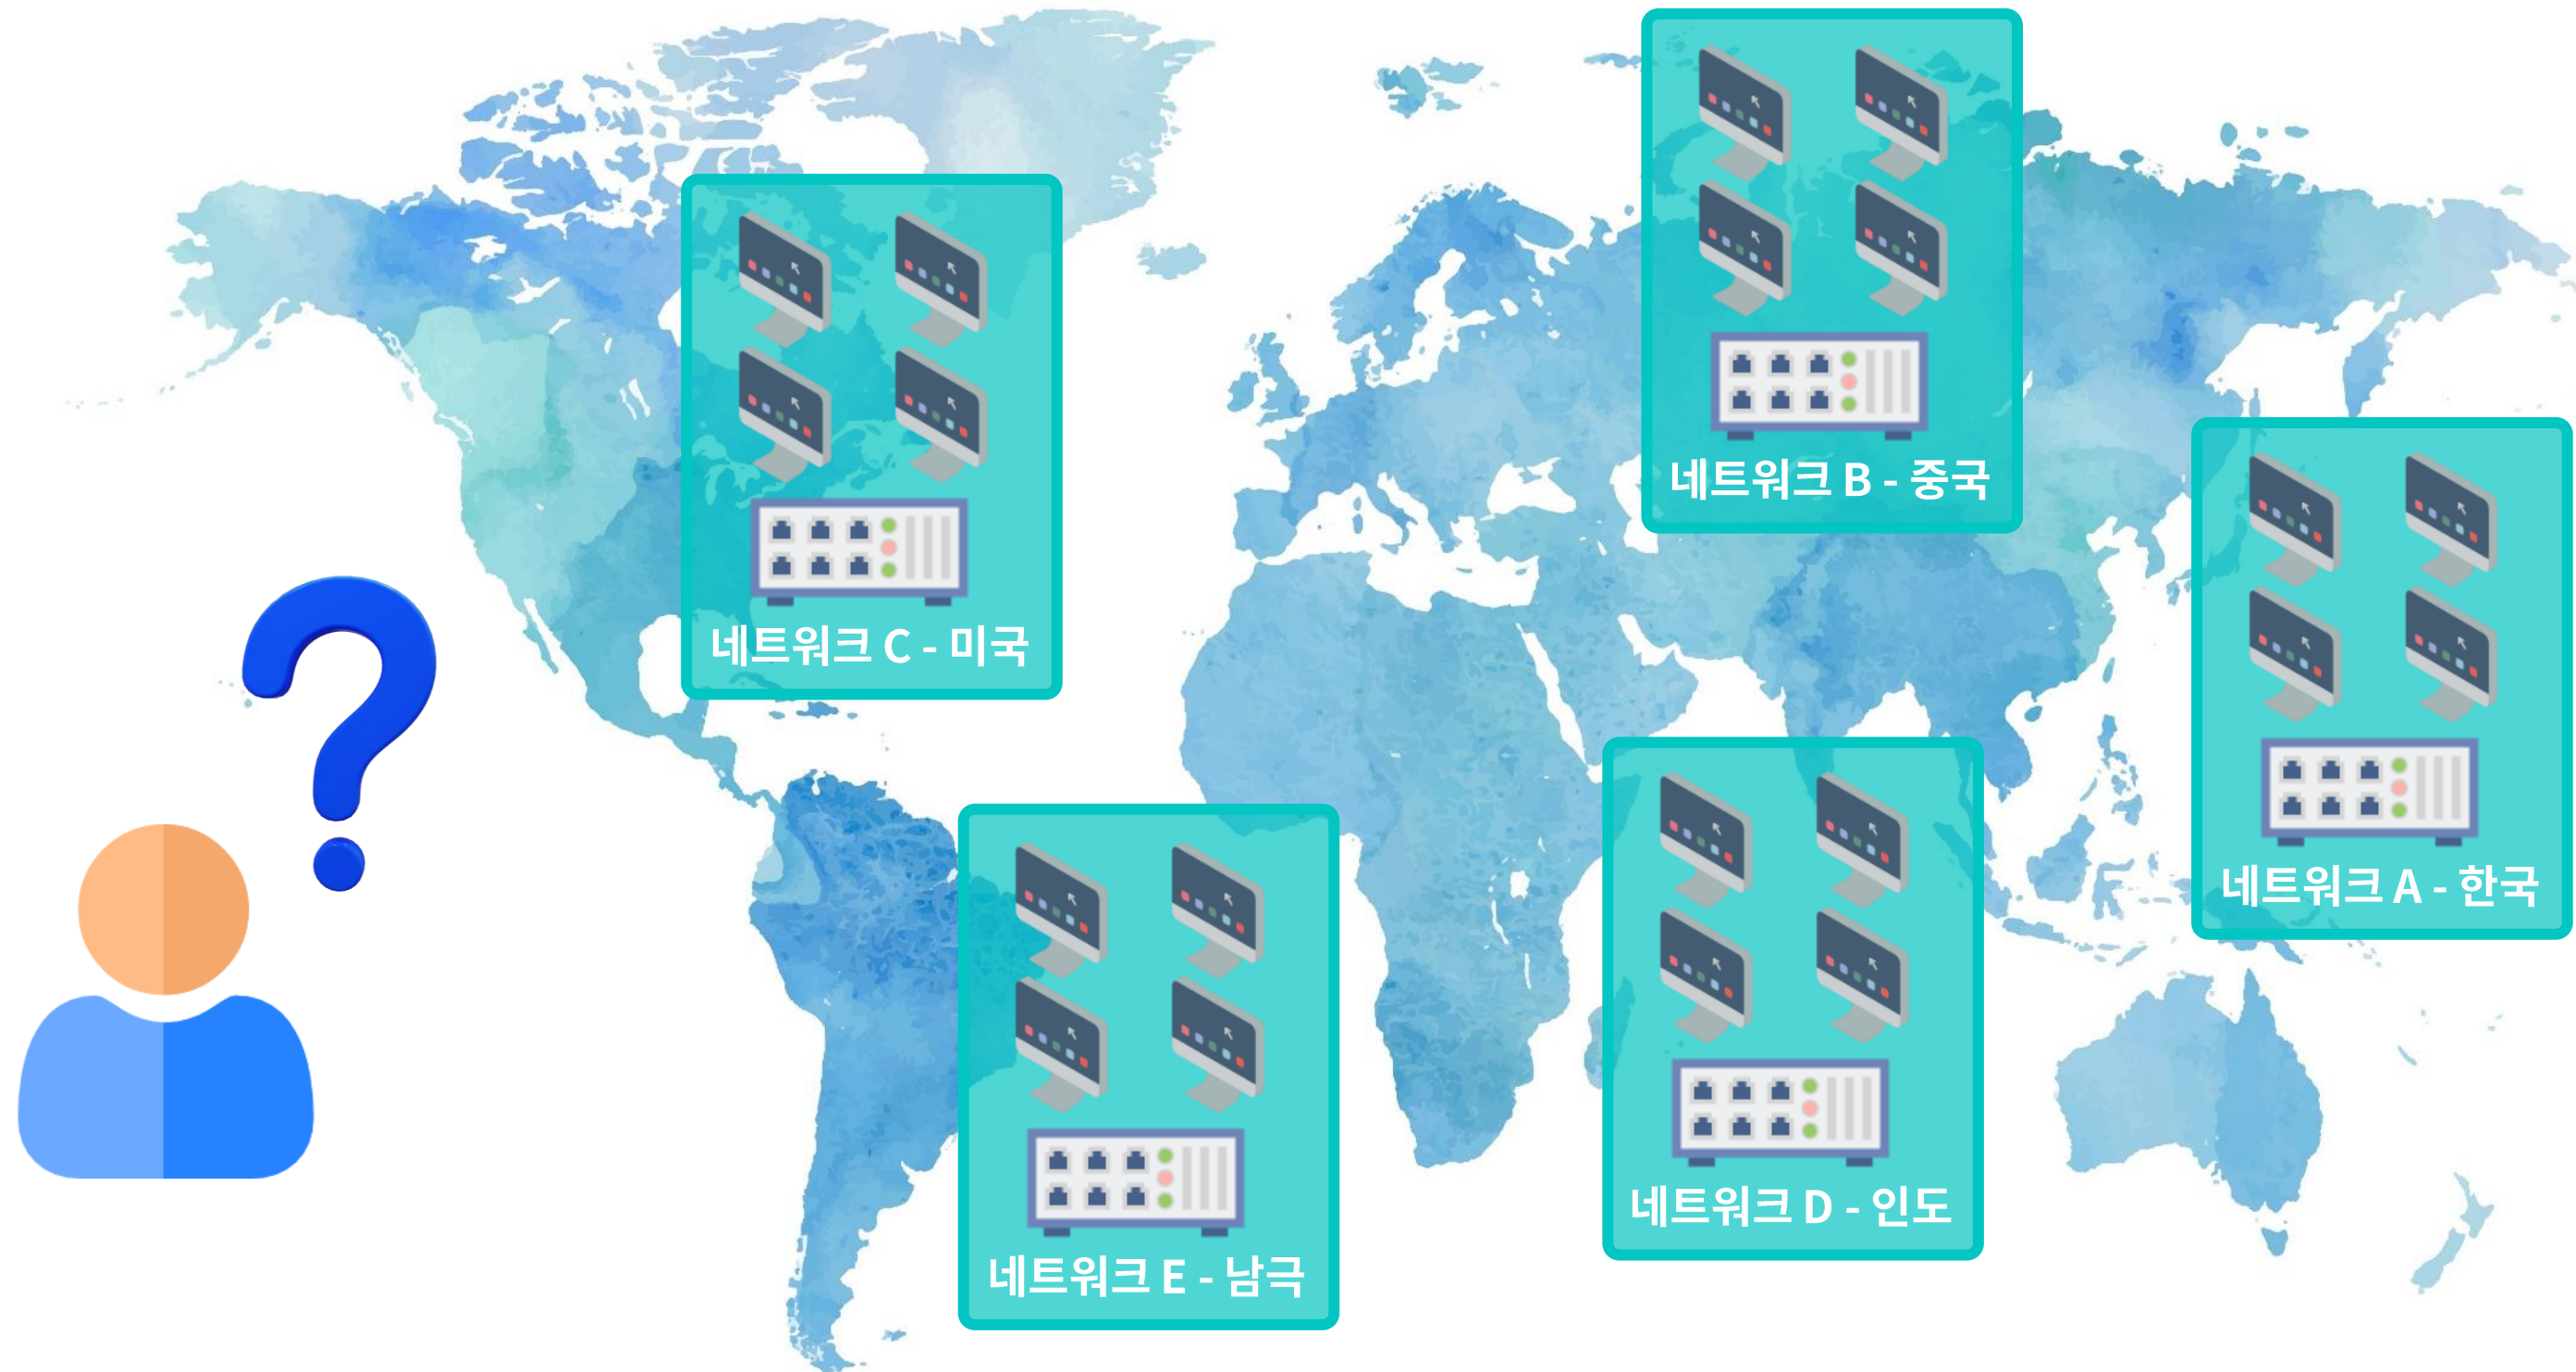 네트워크 B - 중국
네트워크 C - 미국
네트워크 A - 한국
네트워크 D - 인도
네트워크 E - 남극